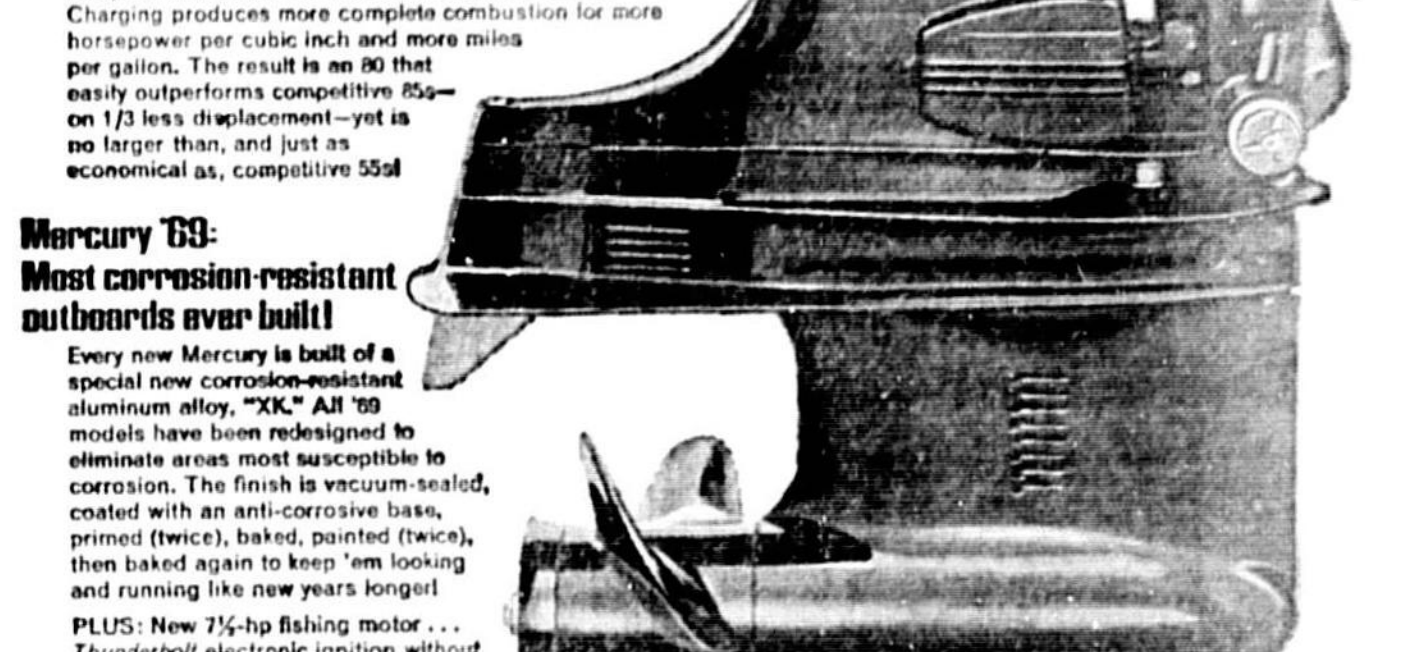 Charging produces more complete combustion for more
horsepower per cubic inch and more miles
per gallon. The result is an 80 that
easily outperforms competitive 85s—
on 1/3 less displacement—yet is
no larger than, and just as
economical as, competitive 55s!
Mercury '69:
Most corrosion-resistant
outboards ever built!
Every new Mercury is built of a
special new corrosion-resistant
aluminum alloy, "XK." All '69
models have been redesigned to
eliminate areas most susceptible to
corrosion. The finish is vacuum-sealed,
coated with an anti-corrosive base,
primed (twice), baked, painted (twice),
then baked again to keep 'em looking
and running like new years longer!
PLUS: New 7½-hp fishing motor . . .
Thunderbolt electronic ignition without